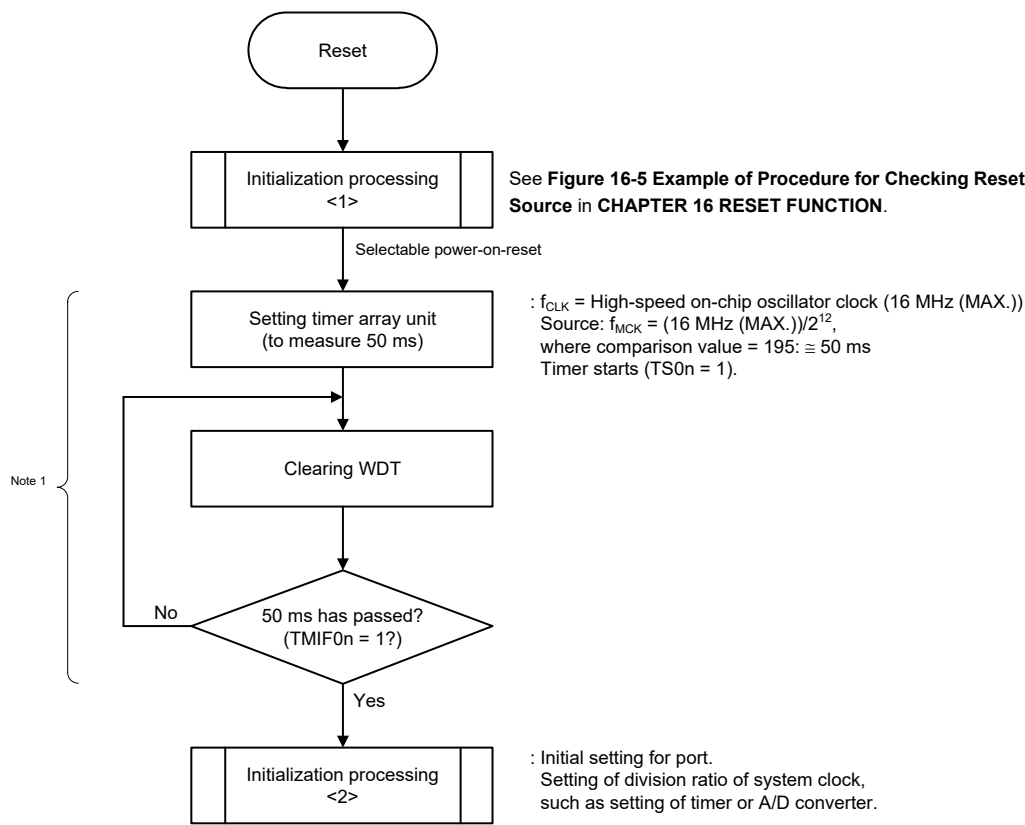 Reset
Initialization processing
<1>
See Figure 16-5 Example of Procedure for Checking Reset
Source in CHAPTER 16 RESET FUNCTION.
Selectable power-on-reset
Setting timer array unit
(to measure 50 ms)
: fCLK = High-speed on-chip oscillator clock (16 MHz (MAX.))
Source: fMCK = (16 MHz (MAX.))/2^12,
where comparison value = 195: ≅ 50 ms
Timer starts (TS0n = 1).
Clearing WDT
Note 1
No
50 ms has passed?
(TMIF0n = 1?)
Yes
Initialization processing
<2>
: Initial setting for port.
Setting of division ratio of system clock,
such as setting of timer or A/D converter.